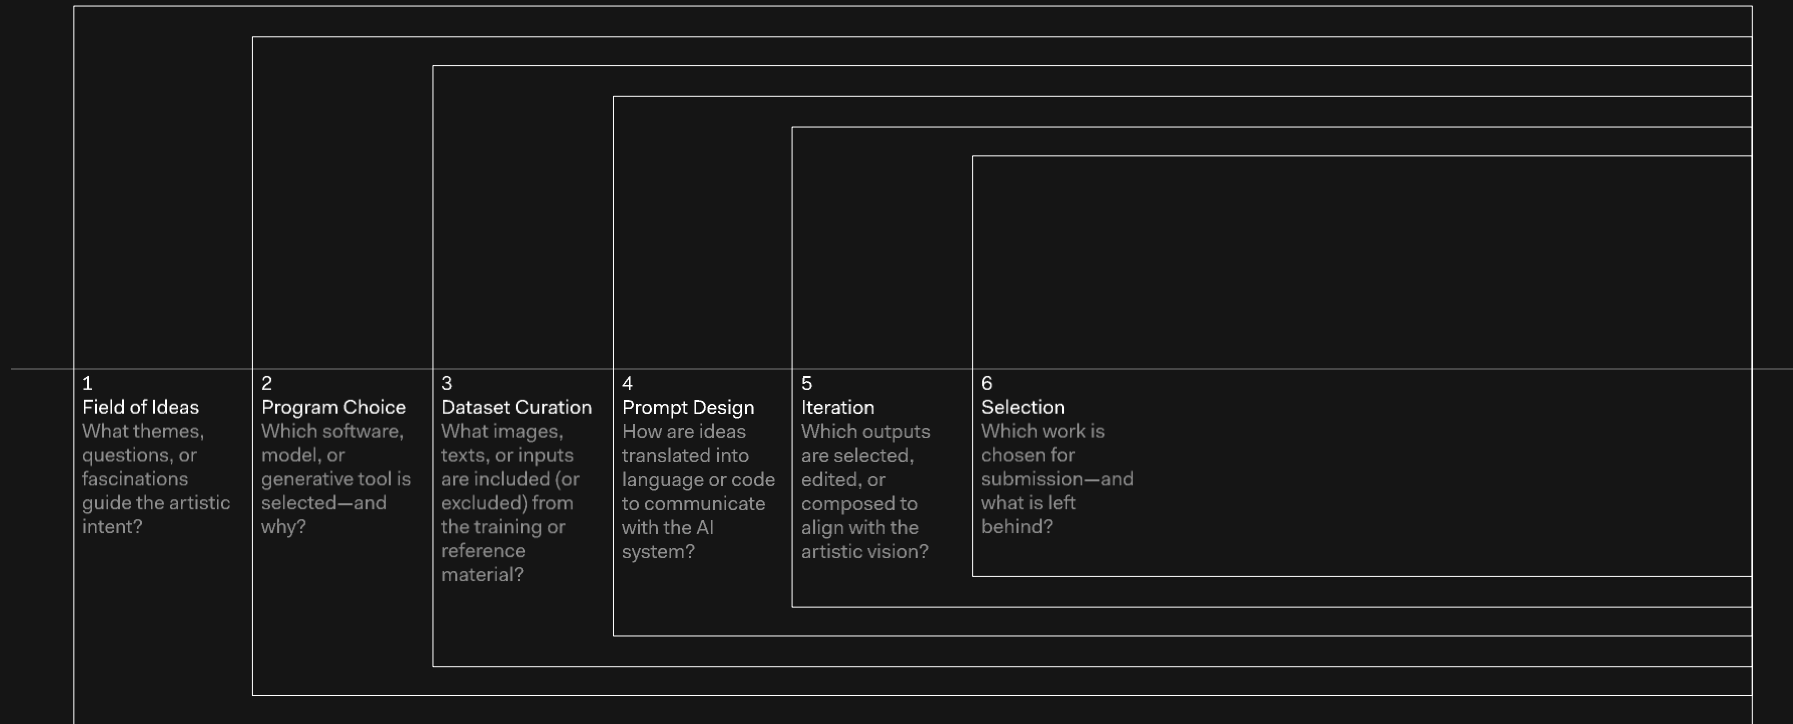 1
Field of Ideas
What themes,
questions, or
fascinations
guide the artistic
intent?
2
Program Choice
Which software,
model, or
generative tool is
selected—and
why?
3
Dataset Curation
What images,
texts, or inputs
are included (or
excluded) from
the training or
reference
material?
4
Prompt Design
How are ideas
translated into
language or code
to communicate
with the AI
system?
5
Iteration
Which outputs
are selected,
edited, or
composed to
align with the
artistic vision?
6
Selection
Which work is
chosen for
submission—and
what is left
behind?